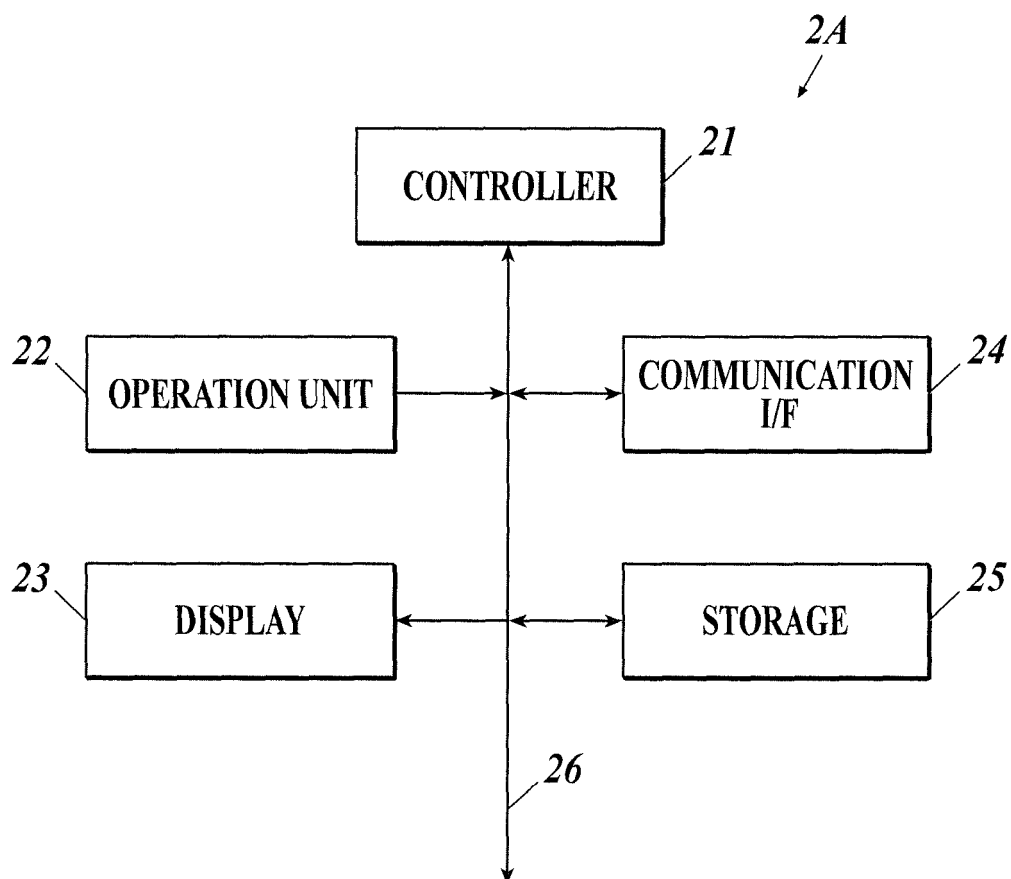 2A
21
CONTROLLER
22
OPERATION UNIT
COMMUNICATION
I/F
24
23
DISPLAY
STORAGE
25
26